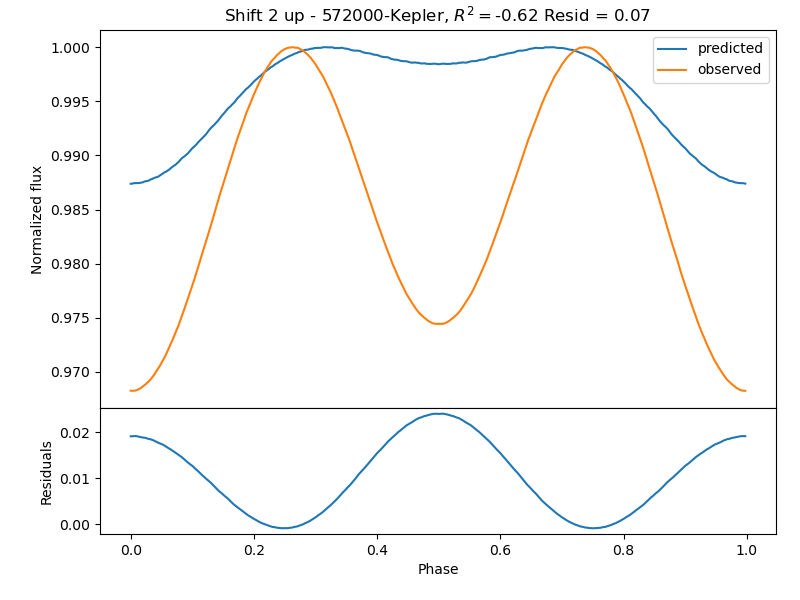 Shift 2 up - 572000-Kepler, R² = -0.62 Resid = 0.07
predicted
observed
Normalized flux
1.000
0.995
0.990
0.985
0.980
0.975
0.970
Residuals
0.02
0.01
0.00
0.0 0.2 0.4 0.6 0.8 1.0
Phase